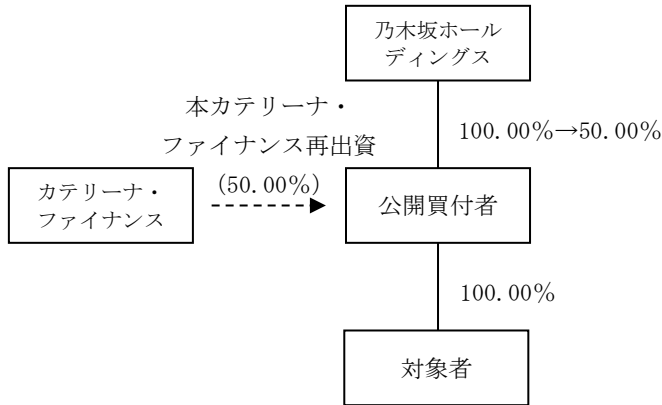 乃木坂ホール
ディングス
本カテリーナ・
ファイナンス再出資
(50.00%)
100.00%→50.00%
カテリーナ・
ファイナンス
公開買付者
100.00%
対象者